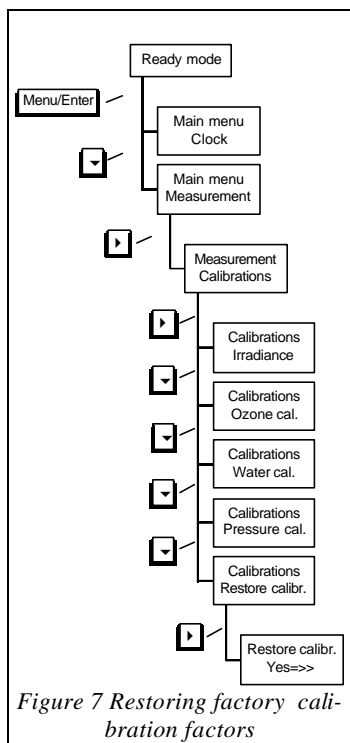 Ready mode
Menu/Enter
Main menu
Clock
Main menu
Measurement
Measurement
Calibrations
Calibrations
Irradiance
Calibrations
Ozone cal.
Calibrations
Water cal.
Calibrations
Pressure cal.
Calibrations
Restore calibr.
Restore calibr.
Yes=>>
Figure 7 Restoring factory cali-
bration factors